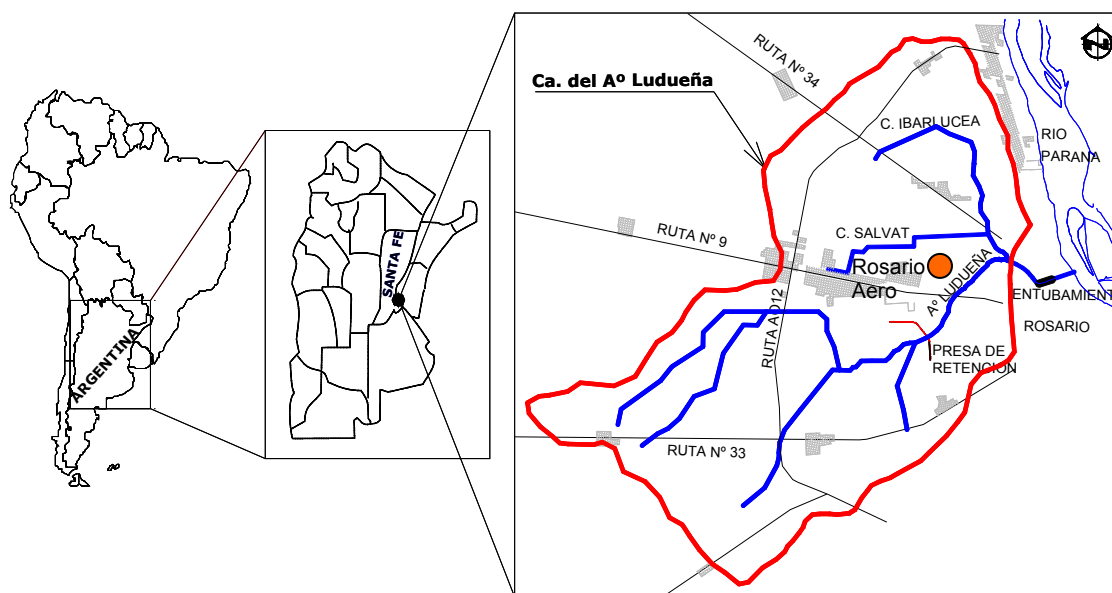 ARGENTINA
SANTA FE
Ca. del Aº Ludueña
RUTA Nº 34
C. IBARLUCEA
RIO
PARANA
RUTA Nº 9
C. SALVAT
Rosario
Aero
Aº LUDUEÑA
ENTUBAMIENT
RUTA AO12
ROSARIO
PRESA DE
RETENCION
RUTA Nº 33